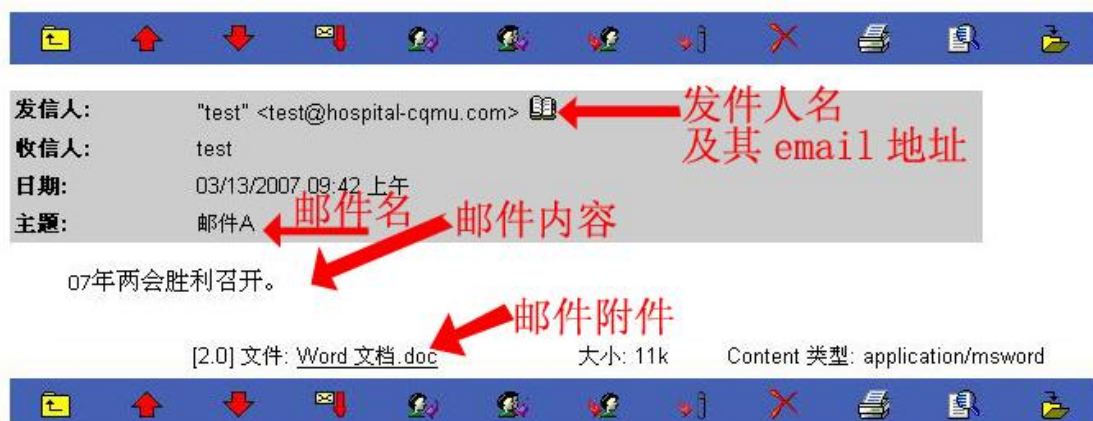 发信人: "test" <test@hospital-cqmu.com> 发件人名
收信人: test 及其 email 地址
日期: 03/13/2007 09:42 上午
主题: 邮件A 邮件名 邮件内容
07年两会胜利召开。
邮件附件
[2.0] 文件: Word 文档.doc 大小: 11k Content 类型: application/msword